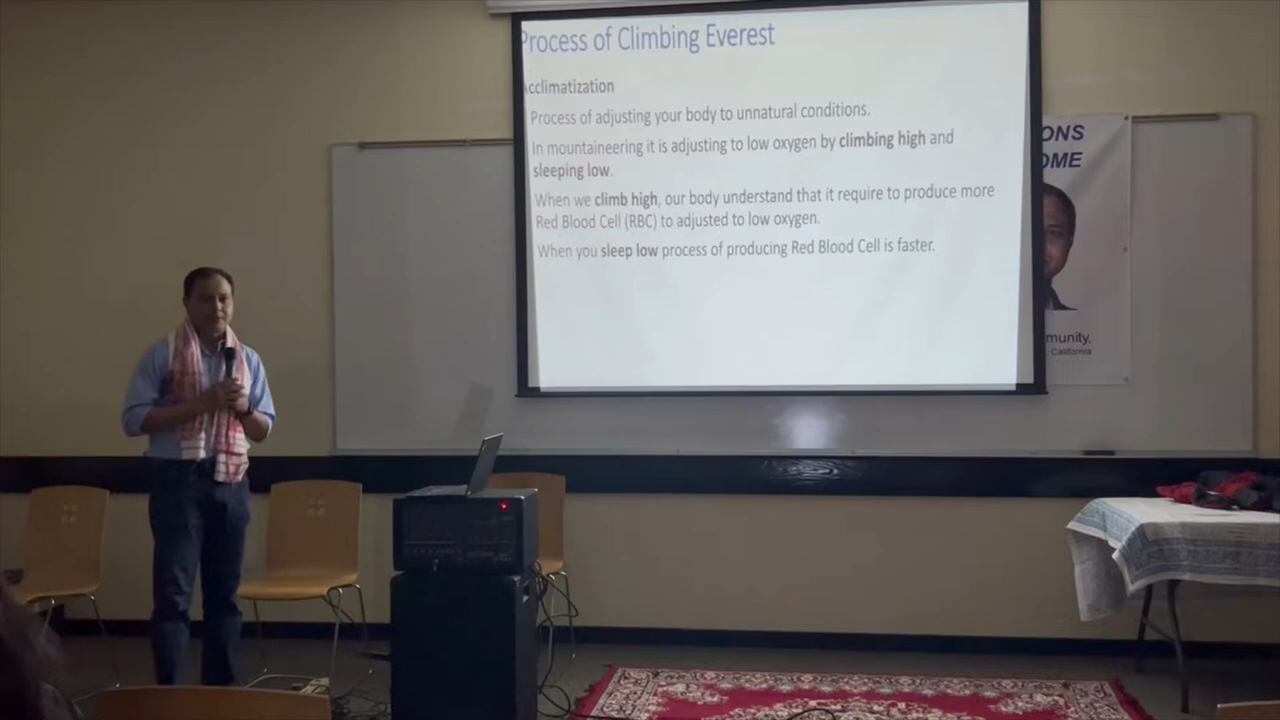 Process of Climbing Everest
Acclimatization
Process of adjusting your body to unnatural conditions.
In mountaineering it is adjusting to low oxygen by climbing high and
sleeping low.
When we climb high, our body understand that it require to produce more
Red Blood Cell (RBC) to adjusted to low oxygen.
When you sleep low process of producing Red Blood Cell is faster.
ONS
OME
munity,
California